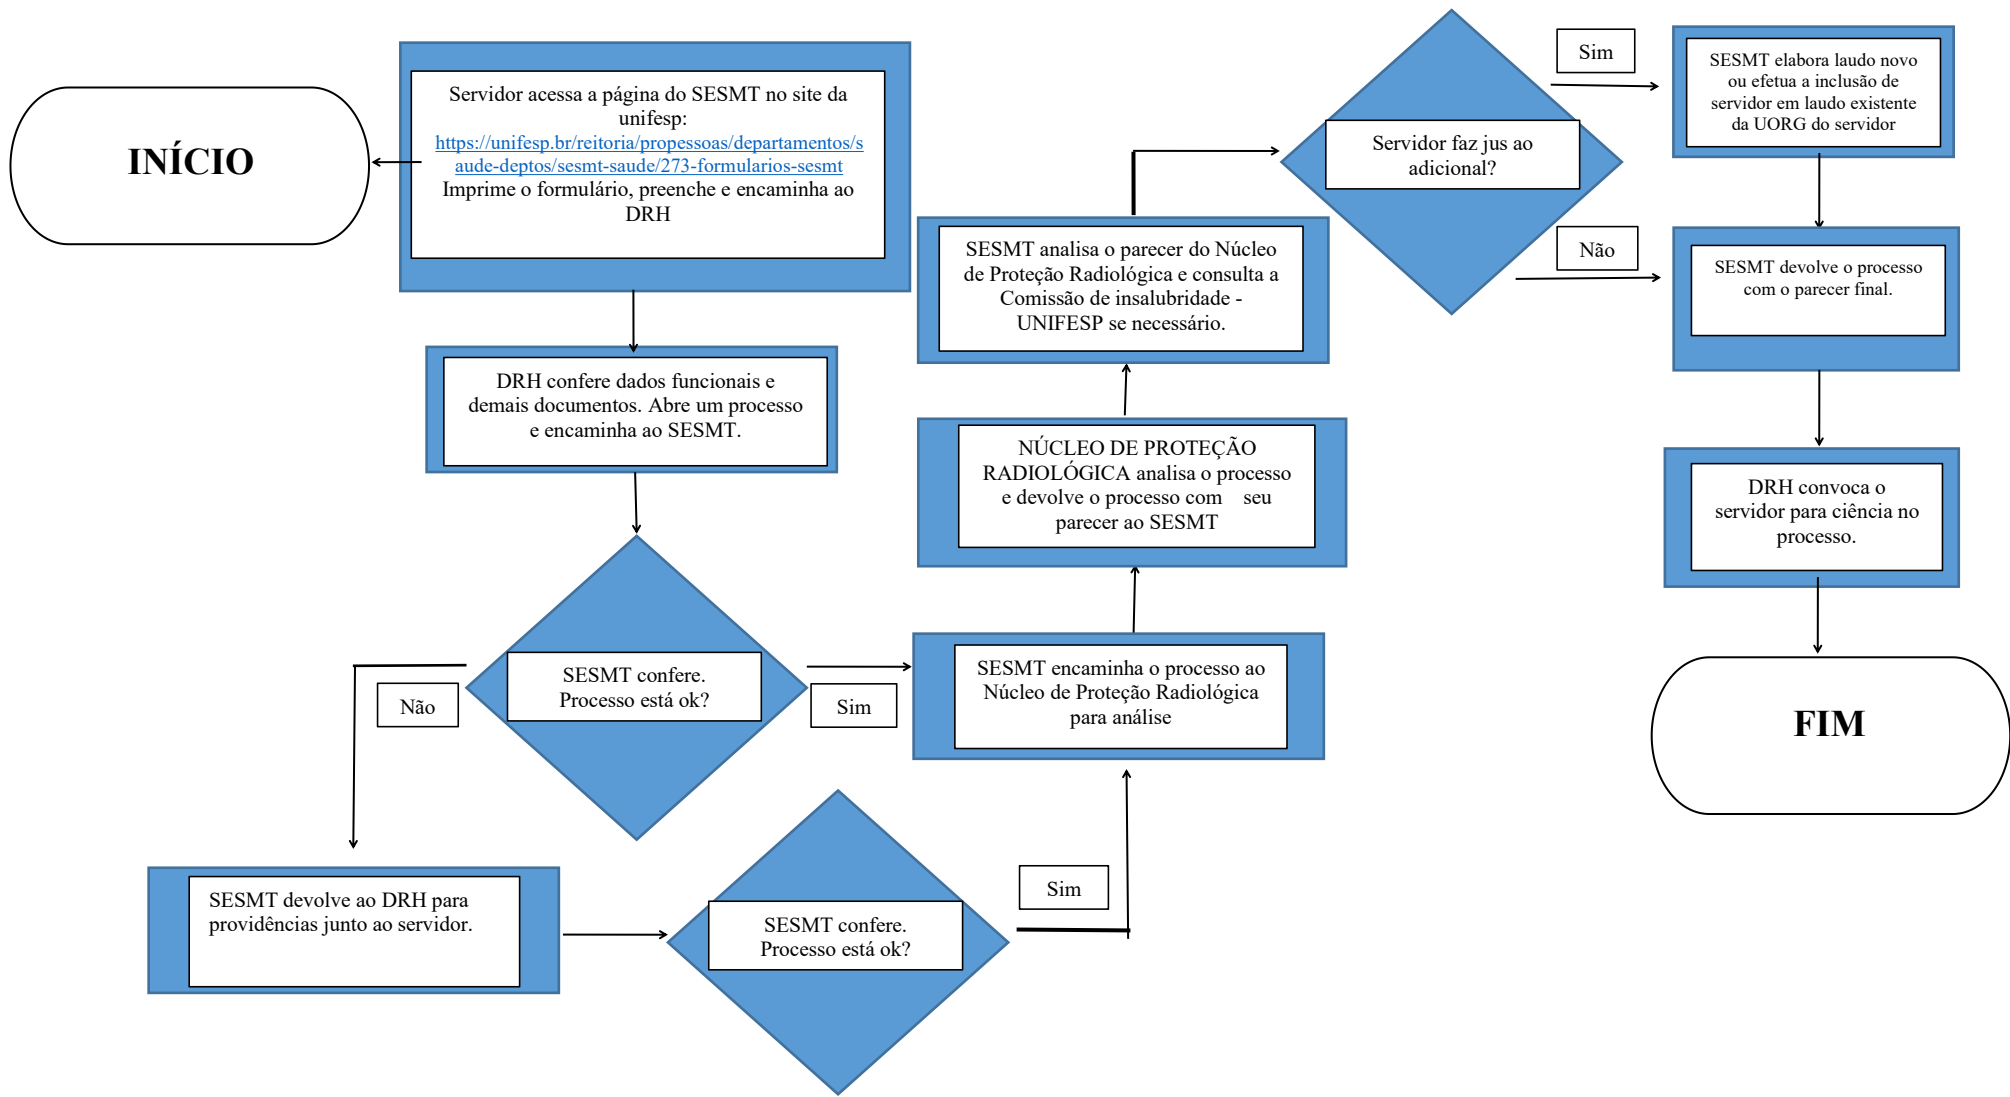 INÍCIO
Servidor acessa a página do SESMT no site da
unifesp:
https://unifesp.br/reitoria/propessoas/departamentos/s
aude-deptos/sesmt-saude/273-formularios-sesmt
Imprime o formulário, preenche e encaminha ao
DRH
DRH confere dados funcionais e
demais documentos. Abre um processo
e encaminha ao SESMT.
SESMT confere.
Processo está ok?
Não
Sim
SESMT devolve ao DRH para
providências junto ao servidor.
SESMT confere.
Processo está ok?
Sim
SESMT encaminha o processo ao
Núcleo de Proteção Radiológica
para análise
NÚCLEO DE PROTEÇÃO
RADIOLÓGICA analisa o processo
e devolve o processo com seu
parecer ao SESMT
SESMT analisa o parecer do Núcleo
de Proteção Radiológica e consulta a
Comissão de insalubridade -
UNIFESP se necessário.
Servidor faz jus ao
adicional?
Sim
Não
SESMT elabora laudo novo
ou efetua a inclusão de
servidor em laudo existente
da UORG do servidor
SESMT devolve o processo
com o parecer final.
DRH convoca o
servidor para ciência no
processo.
FIM